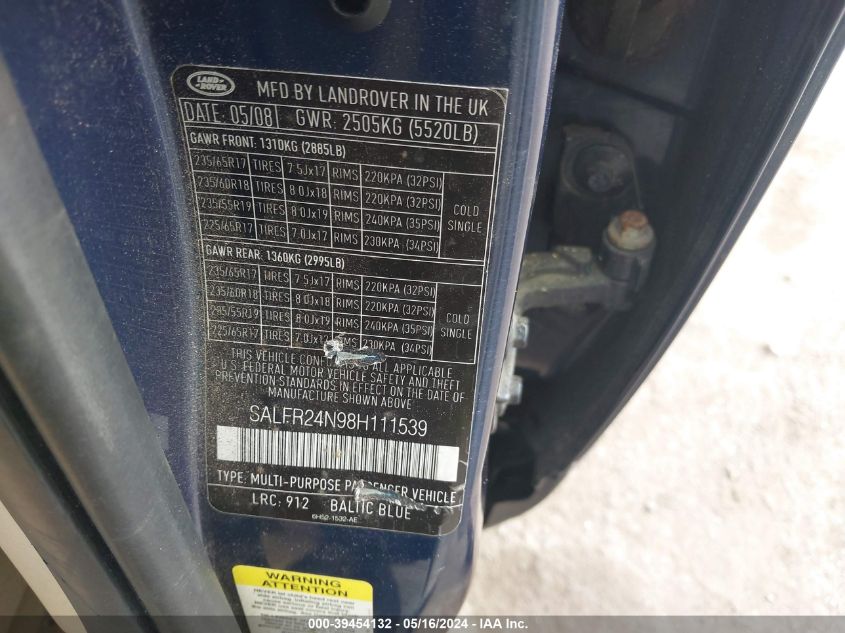 LAND ROVER
MFD BY LANDROVER IN THE UK
DATE: 05/08 GWR: 2505KG (5520LB)
GAWR FRONT: 1310KG (2885LB)
235/65R17 TIRES 7.5Jx17 RIMS 220KPA (32PSI)
235/60R18 TIRES 8.0Jx18 RIMS 220KPA (32PSI)
235/55R19 TIRES 8.0Jx19 RIMS 240KPA (35PSI)
225/65R17 TIRES 7.0Jx17 RIMS 230KPA (34PSI)
COLD
SINGLE
GAWR REAR: 1360KG (2995LB)
235/65R17 TIRES 7.5Jx17 RIMS 220KPA (32PSI)
235/60R18 TIRES 8.0Jx18 RIMS 220KPA (32PSI)
235/55R19 TIRES 8.0Jx19 RIMS 240KPA (35PSI)
225/65R17 TIRES RIMS 230KPA (34PSI)
COLD
SINGLE
THIS VEHICLE ALL APPLICABLE
U.S. FEDERAL MOTOR VEHICLE SAFETY AND THEFT
PREVENTION STANDARDS IN EFFECT ON THE DATE OF
MANUFACTURE SHOWN ABOVE
SALFR24N98H111539
TYPE: MULTI-PURPOSE VEHICLE
LRC: 912 BALTIC BLUE
6H52-1532-AE
WARNING
ATTENTION
000-39454132 - 05/16/2024 - IAA Inc.